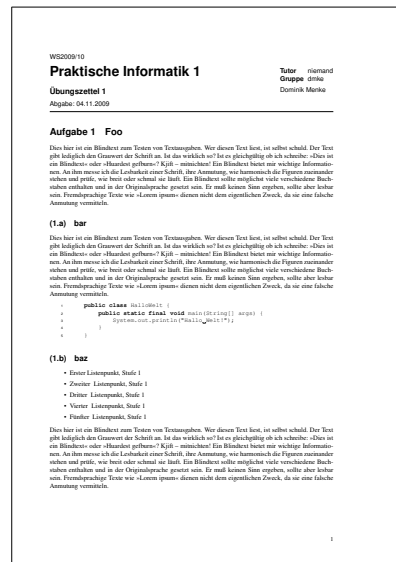 WS2009/10
Praktische Informatik 1
Tutor niemand
Gruppe dmke
Übungszettel 1
Dominik Menke
Abgabe: 04.11.2009
Aufgabe 1 Foo
Dies hier ist ein Blindtext zum Testen von Textausgaben. Wer diesen Text liest, ist selbst schuld. Der Text
gibt lediglich den Grauwert der Schrift an. Ist das wirklich so? Ist es gleichgültig ob ich schreibe: »Dies ist
ein Blindtext« oder »Huardest gefburn«? Kjift – mitnichten! Ein Blindtext bietet mir wichtige Informatio-
nen. An ihm messe ich die Lesbarkeit einer Schrift, ihre Anmutung, wie harmonisch die Figuren zueinander
stehen und prüfe, wie breit oder schmal sie läuft. Ein Blindtext sollte möglichst viele verschiedene Buch-
staben enthalten und in der Originalsprache gesetzt sein. Er muß keinen Sinn ergeben, sollte aber lesbar
sein. Fremdsprachige Texte wie »Lorem ipsum« dienen nicht dem eigentlichen Zweck, da sie eine falsche
Anmutung vermitteln.
(1.a) bar
Dies hier ist ein Blindtext zum Testen von Textausgaben. Wer diesen Text liest, ist selbst schuld. Der Text
gibt lediglich den Grauwert der Schrift an. Ist das wirklich so? Ist es gleichgültig ob ich schreibe: »Dies ist
ein Blindtext« oder »Huardest gefburn«? Kjift – mitnichten! Ein Blindtext bietet mir wichtige Informatio-
nen. An ihm messe ich die Lesbarkeit einer Schrift, ihre Anmutung, wie harmonisch die Figuren zueinander
stehen und prüfe, wie breit oder schmal sie läuft. Ein Blindtext sollte möglichst viele verschiedene Buch-
staben enthalten und in der Originalsprache gesetzt sein. Er muß keinen Sinn ergeben, sollte aber lesbar
sein. Fremdsprachige Texte wie »Lorem ipsum« dienen nicht dem eigentlichen Zweck, da sie eine falsche
Anmutung vermitteln.
1 public class HalloWelt {
2 public static final void main(String[] args) {
3 System.out.println("Hallo␣Welt!");
4 }
5 }
(1.b) baz
• Erster Listenpunkt, Stufe 1
• Zweiter Listenpunkt, Stufe 1
• Dritter Listenpunkt, Stufe 1
• Vierter Listenpunkt, Stufe 1
• Fünfter Listenpunkt, Stufe 1
Dies hier ist ein Blindtext zum Testen von Textausgaben. Wer diesen Text liest, ist selbst schuld. Der Text
gibt lediglich den Grauwert der Schrift an. Ist das wirklich so? Ist es gleichgültig ob ich schreibe: »Dies ist
ein Blindtext« oder »Huardest gefburn«? Kjift – mitnichten! Ein Blindtext bietet mir wichtige Informatio-
nen. An ihm messe ich die Lesbarkeit einer Schrift, ihre Anmutung, wie harmonisch die Figuren zueinander
stehen und prüfe, wie breit oder schmal sie läuft. Ein Blindtext sollte möglichst viele verschiedene Buch-
staben enthalten und in der Originalsprache gesetzt sein. Er muß keinen Sinn ergeben, sollte aber lesbar
sein. Fremdsprachige Texte wie »Lorem ipsum« dienen nicht dem eigentlichen Zweck, da sie eine falsche
Anmutung vermitteln.
1